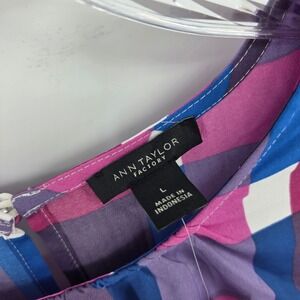 ANN TAYLOR
FACTORY
L
MADE IN
INDONESIA